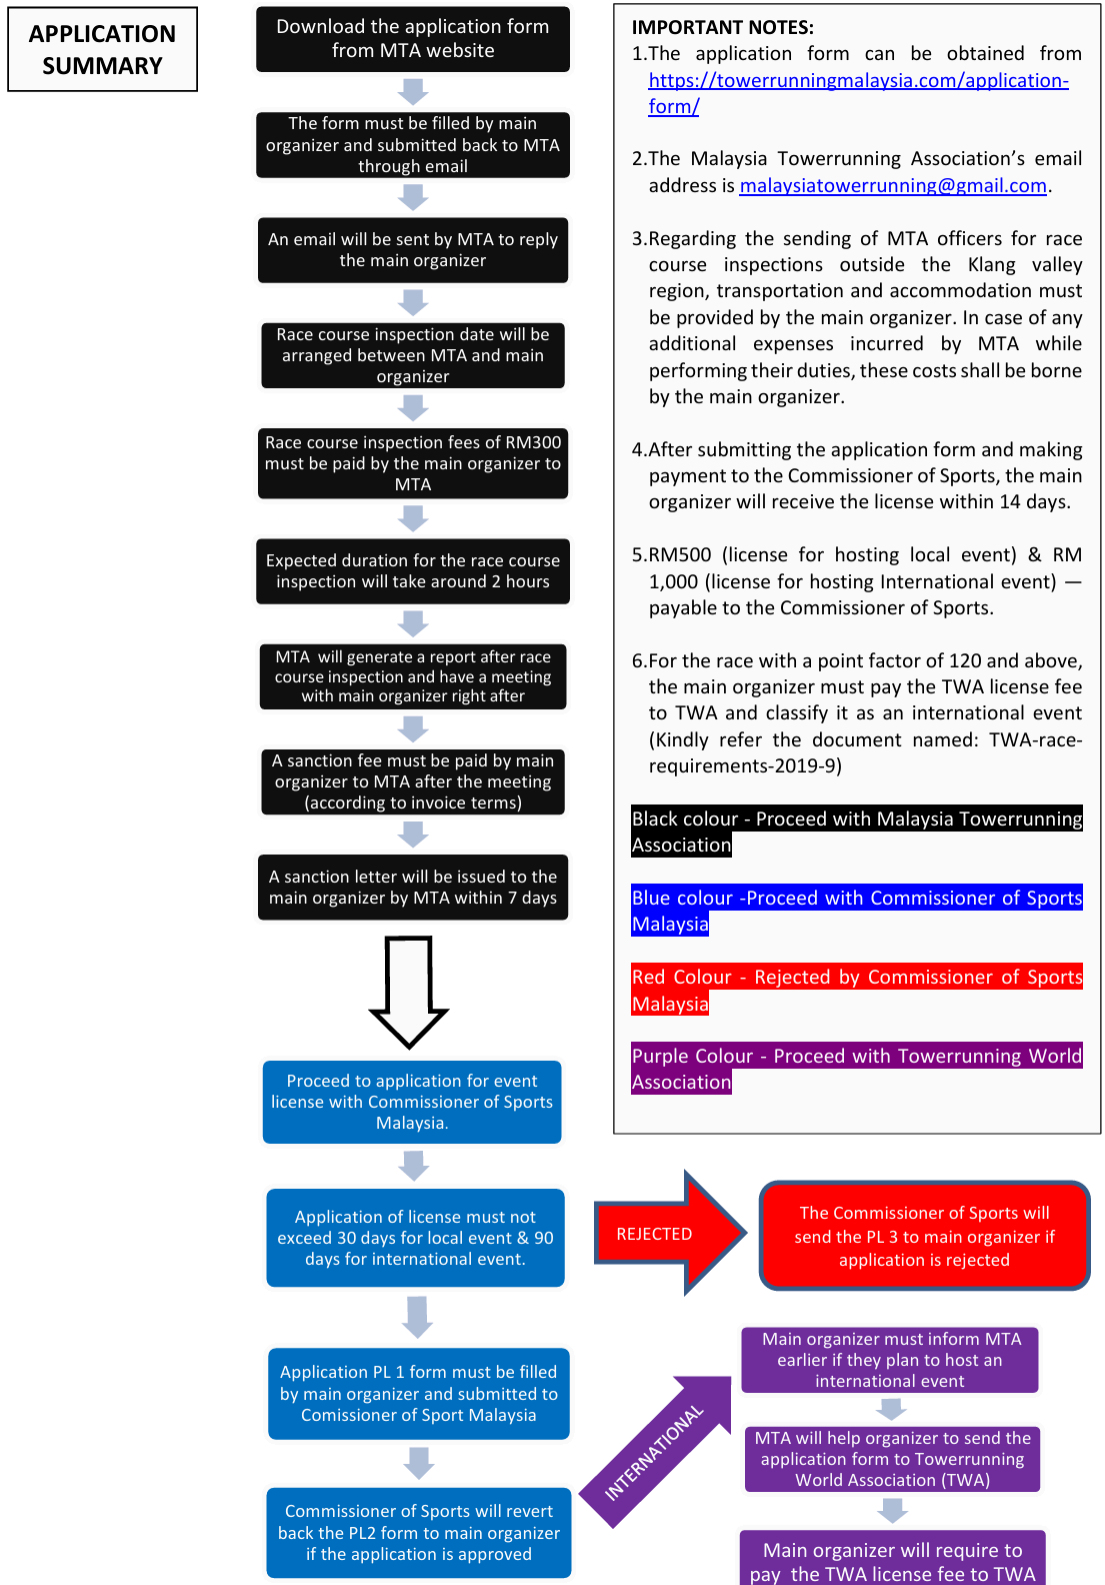 APPLICATION
SUMMARY
Download the application form
from MTA website
The form must be filled by main
organizer and submitted back to MTA
through email
An email will be sent by MTA to reply
the main organizer
Race course inspection date will be
arranged between MTA and main
organizer
Race course inspection fees of RM300
must be paid by the main organizer to
MTA
Expected duration for the race course
inspection will take around 2 hours
MTA will generate a report after race
course inspection and have a meeting
with main organizer right after
A sanction fee must be paid by main
organizer to MTA after the meeting
(according to invoice terms)
A sanction letter will be issued to the
main organizer by MTA within 7 days
Proceed to application for event
license with Commissioner of Sports
Malaysia.
Application of license must not
exceed 30 days for local event & 90
days for international event.
Application PL 1 form must be filled
by main organizer and submitted to
Comissioner of Sport Malaysia
Commissioner of Sports will revert
back the PL2 form to main organizer
if the application is approved
IMPORTANT NOTES:
1.The application form can be obtained from
https://towerrunningmalaysia.com/application-
form/
2.The Malaysia Towerrunning Association’s email
address is malaysiatowerrunning@gmail.com.
3.Regarding the sending of MTA officers for race
course inspections outside the Klang valley
region, transportation and accommodation must
be provided by the main organizer. In case of any
additional expenses incurred by MTA while
performing their duties, these costs shall be borne
by the main organizer.
4.After submitting the application form and making
payment to the Commissioner of Sports, the main
organizer will receive the license within 14 days.
5.RM500 (license for hosting local event) & RM
1,000 (license for hosting International event) —
payable to the Commissioner of Sports.
6.For the race with a point factor of 120 and above,
the main organizer must pay the TWA license fee
to TWA and classify it as an international event
(Kindly refer the document named: TWA-race-
requirements-2019-9)
Black colour - Proceed with Malaysia Towerrunning
Association
Blue colour -Proceed with Commissioner of Sports
Malaysia
Red Colour - Rejected by Commissioner of Sports
Malaysia
Purple Colour - Proceed with Towerrunning World
Association
REJECTED
The Commissioner of Sports will
send the PL 3 to main organizer if
application is rejected
INTERNATIONAL
Main organizer must inform MTA
earlier if they plan to host an
international event
MTA will help organizer to send the
application form to Towerrunning
World Association (TWA)
Main organizer will require to
pay the TWA license fee to TWA